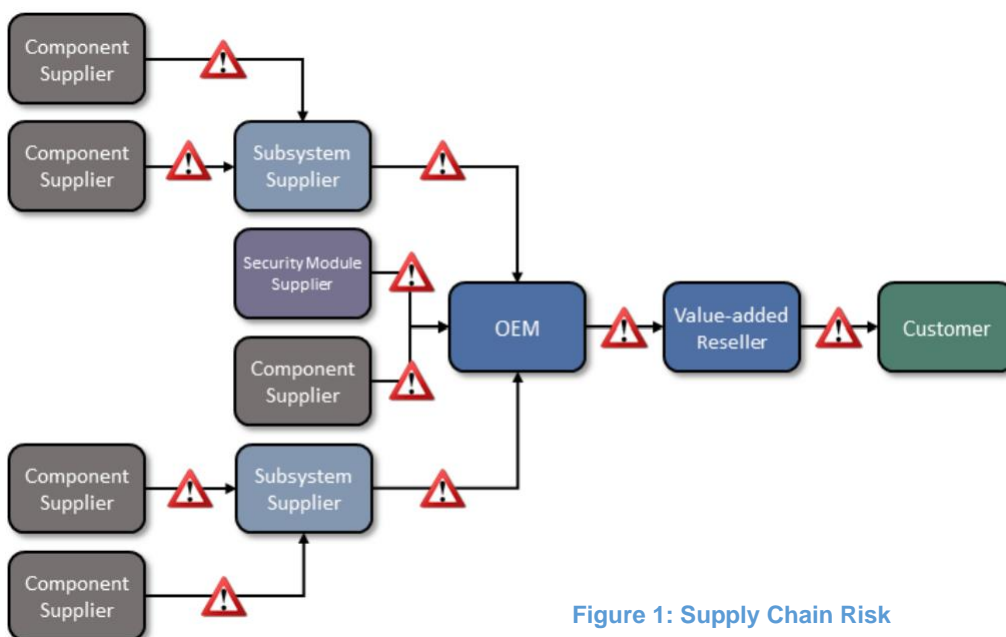 Component
Supplier
Component
Supplier
Subsystem
Supplier
Security Module
Supplier
OEM
Value-added
Reseller
Customer
Component
Supplier
Component
Supplier
Subsystem
Supplier
Component
Supplier
Figure 1: Supply Chain Risk